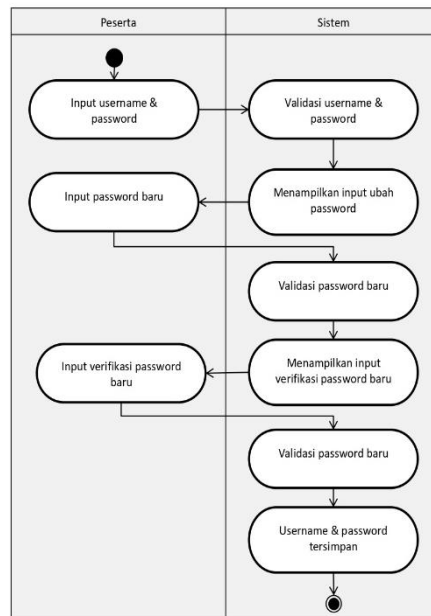 Peserta
Sistem
Input username &
password
Validasi username &
password
Input password baru
Menampilkan input ubah
password
Validasi password baru
Input verifikasi password
baru
Menampilkan input
verifikasi password baru
Validasi password baru
Username & password
tersimpan